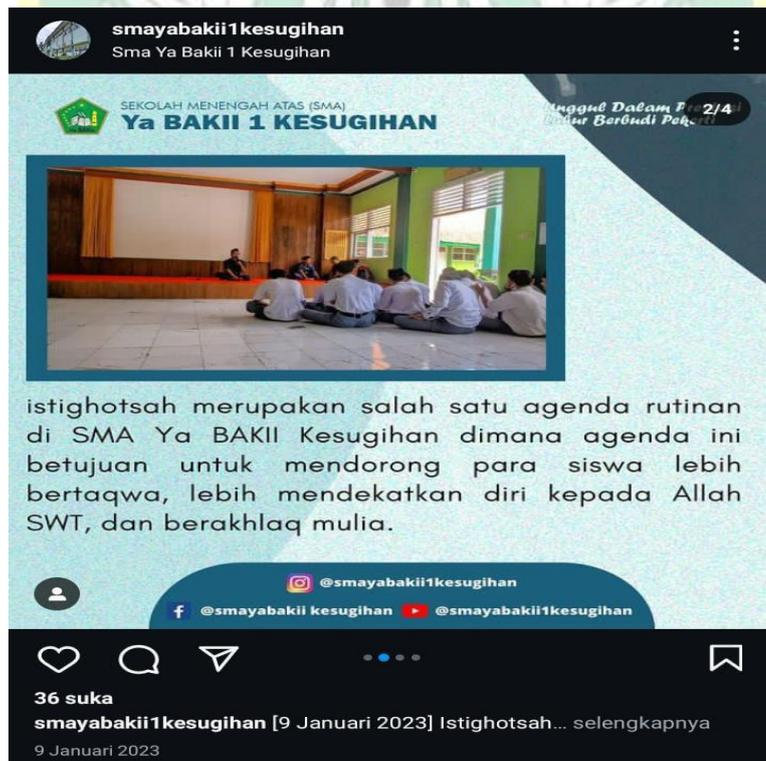 smayabakii1kesugihan
Sma Ya Bakii 1 Kesugihan
SEKOLAH MENENGAH ATAS (SMA)
Ya BAKII 1 KESUGIHAN
Unggul Dalam
Luhur Berbudi Pekerti
2/4
istighotsah merupakan salah satu agenda rutinan
di SMA Ya BAKII Kesugihan dimana agenda ini
betujuan untuk mendorong para siswa lebih
bertaqwa, lebih mendekatkan diri kepada Allah
SWT, dan berakhlaq mulia.
@smayabakii1kesugihan
@smayabakii kesugihan @smayabakii1kesugihan
36 suka
smayabakii1kesugihan [9 Januari 2023] Istighotsah... selengkapnya
9 Januari 2023